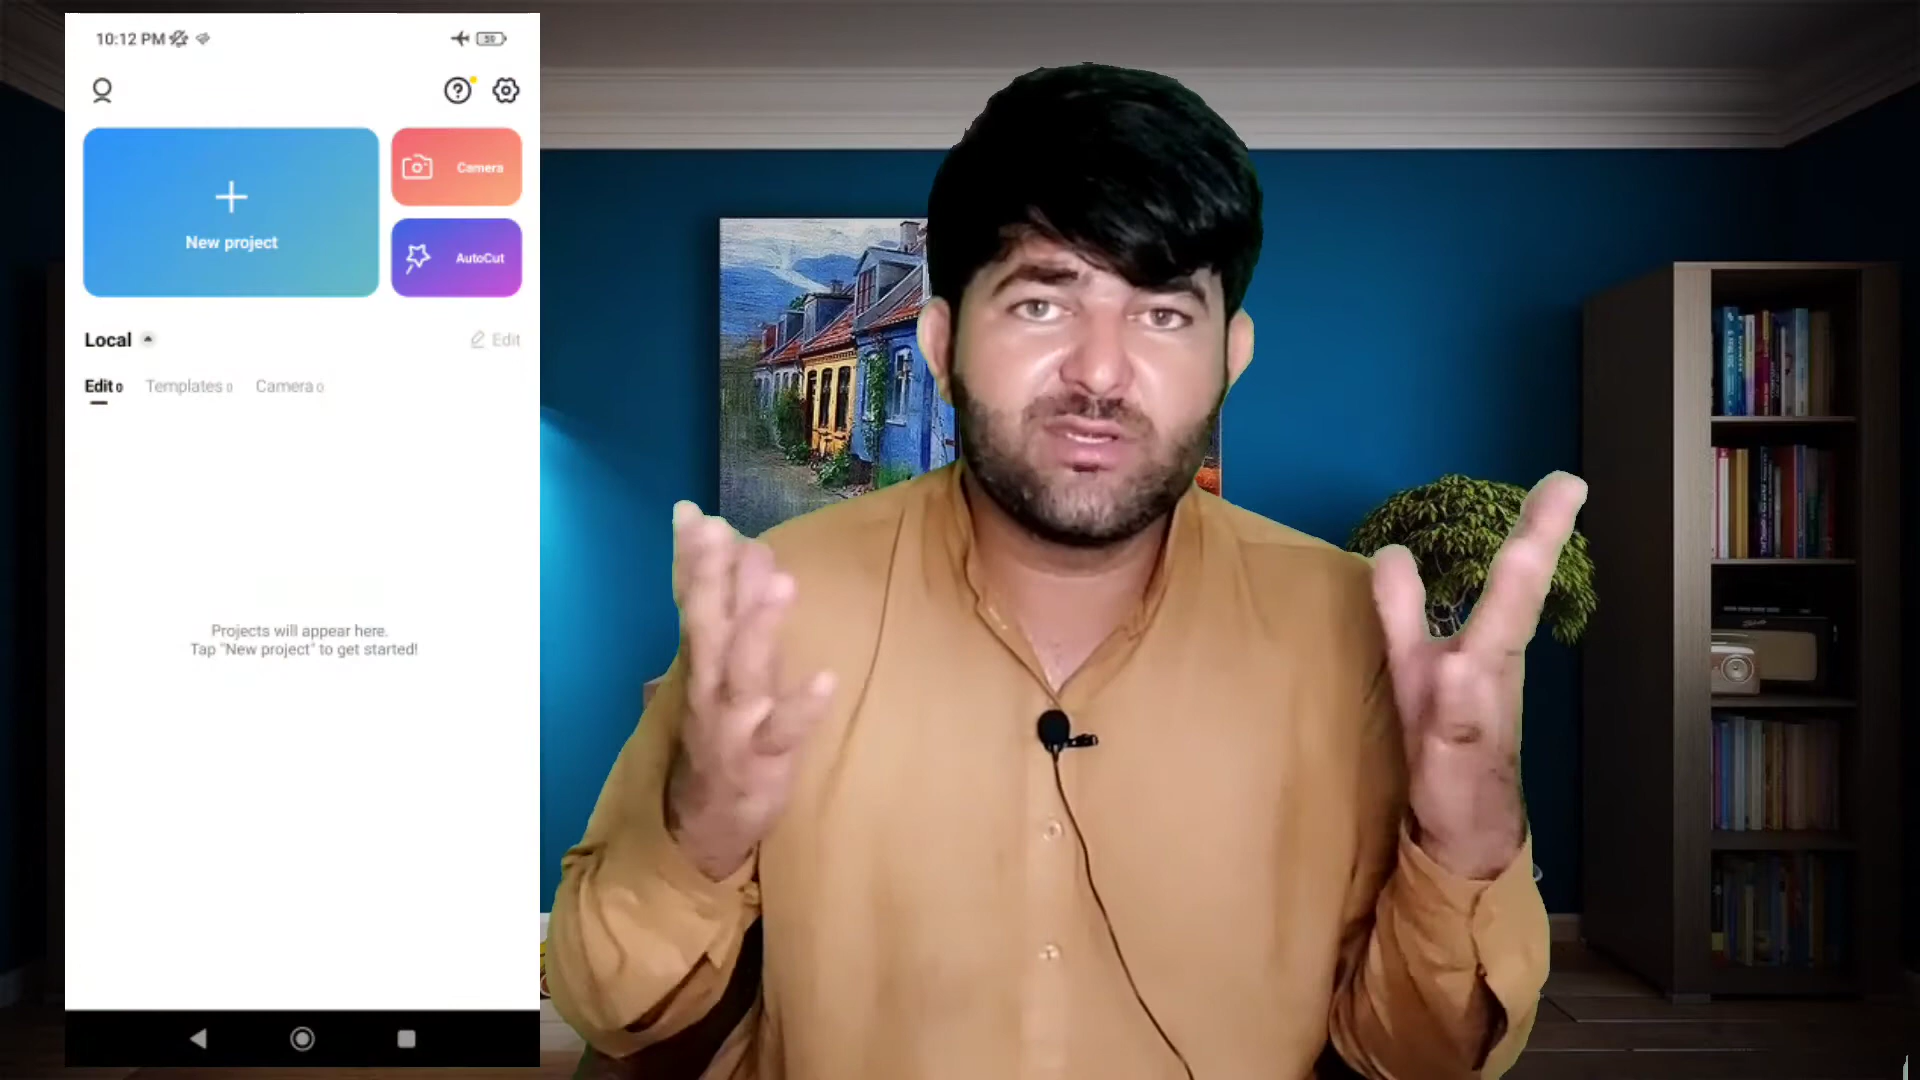 10:12 PM
59
New project
Camera
AutoCut
Local
Edit
Edit 0
Templates 0
Camera 0
Projects will appear here.
Tap "New project" to get started!